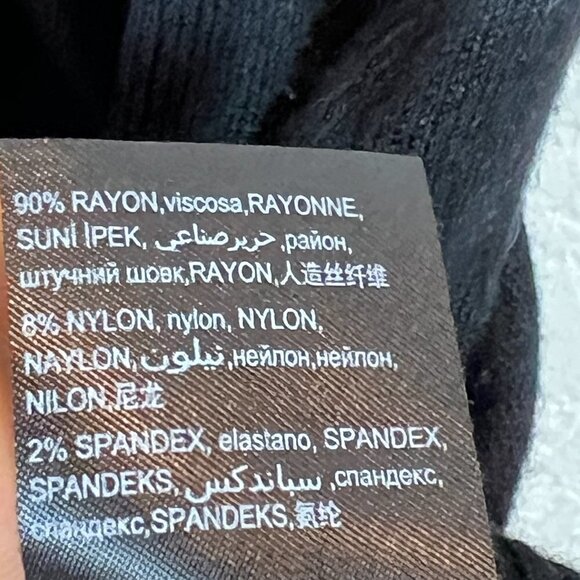 90% RAYON,viscosa,RAYONNE,
SUNİ İPEK, حرير صناعي ,район,
штучний шовк,RAYON,人造丝纤维
8% NYLON, nylon, NYLON,
NAYLON, نيلون ,нейлон,нейлон,
NILON,尼龙
2% SPANDEX, elastano, SPANDEX,
SPANDEKS, سباندكس ,спандекс,
спандекс,SPANDEKS,氨纶